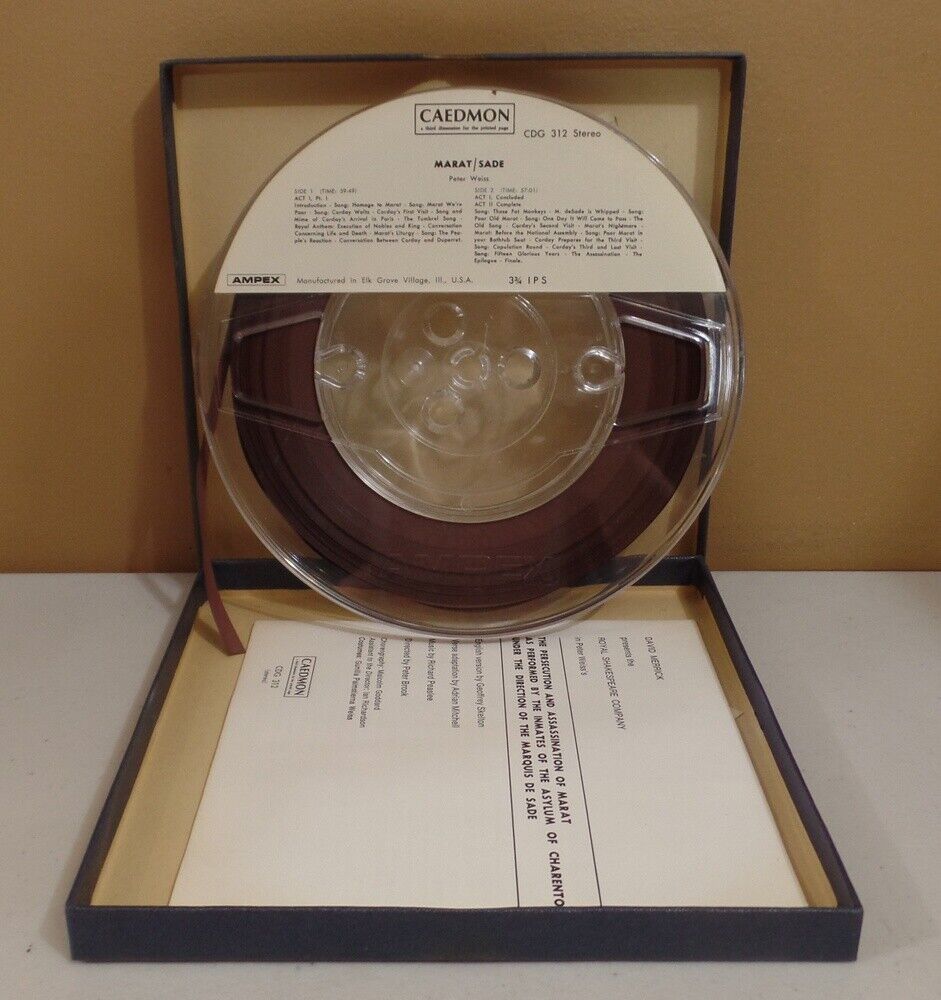 CAEDMON
a third dimension for the printed page
CDG 312 Stereo
MARAT/SADE
Peter Weiss
SIDE 1 (TIME: 59:49)
ACT I, Pt. I
Introduction - Song: Homage to Marat - Song: Marat We're
Poor - Song: Corday Waltz - Corday's First Visit - Song and
Mime of Corday's Arrival in Paris - The Tumbrel Song -
Royal Anthem: Execution of Nobles and King - Conversation
Concerning Life and Death - Marat's Liturgy - Song: The Peo-
ple's Reaction - Conversation Between Corday and Duperret.
SIDE 2 (TIME: 57:01)
ACT I. Concluded
ACT II Complete
Song: Those Fat Monkeys - M. deSade is Whipped - Song:
Poor Old Marat - Song: One Day It Will Come to Pass - The
Old Song - Corday's Second Visit - Marat's Nightmare -
Marat: Before the National Assembly - Song: Poor Marat in
your Bathtub Seat - Corday Prepares for the Third Visit -
Song: Copulation Round - Corday's Third and Last Visit -
Song: Fifteen Glorious Years - The Assassination - The
Epilogue - Finale.
AMPEX
Manufactured in Elk Grove Village, Ill., U.S.A.
3¾ IPS
DAVID MERRICK
presents the
ROYAL SHAKESPEARE COMPANY
in Peter Weiss's
THE PERSECUTION AND ASSASSINATION OF MARAT
AS PERFORMED BY THE INMATES OF THE ASYLUM OF CHARENTO
UNDER THE DIRECTION OF THE MARQUIS DE SADE
English version by Geoffrey Skelton
Verse adaptation by Adrian Mitchell
Music by Richard Peaslee
Directed by Peter Brook
Choreography: Malcolm Goddard
Assistant to the Director: Ian Richardson
Costumes: Gunilla Palmstierna Weiss
CAEDMON
CDG 312
(stereo)